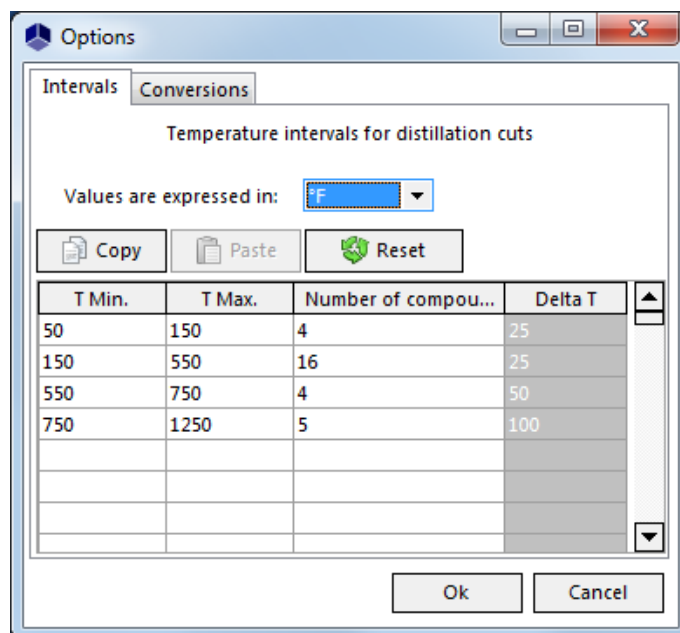 Options
Intervals Conversions
Temperature intervals for distillation cuts
Values are expressed in: °F
Copy Paste Reset
T Min. T Max. Number of compou... Delta T
50 150 4 25
150 550 16 25
550 750 4 50
750 1250 5 100
Ok Cancel